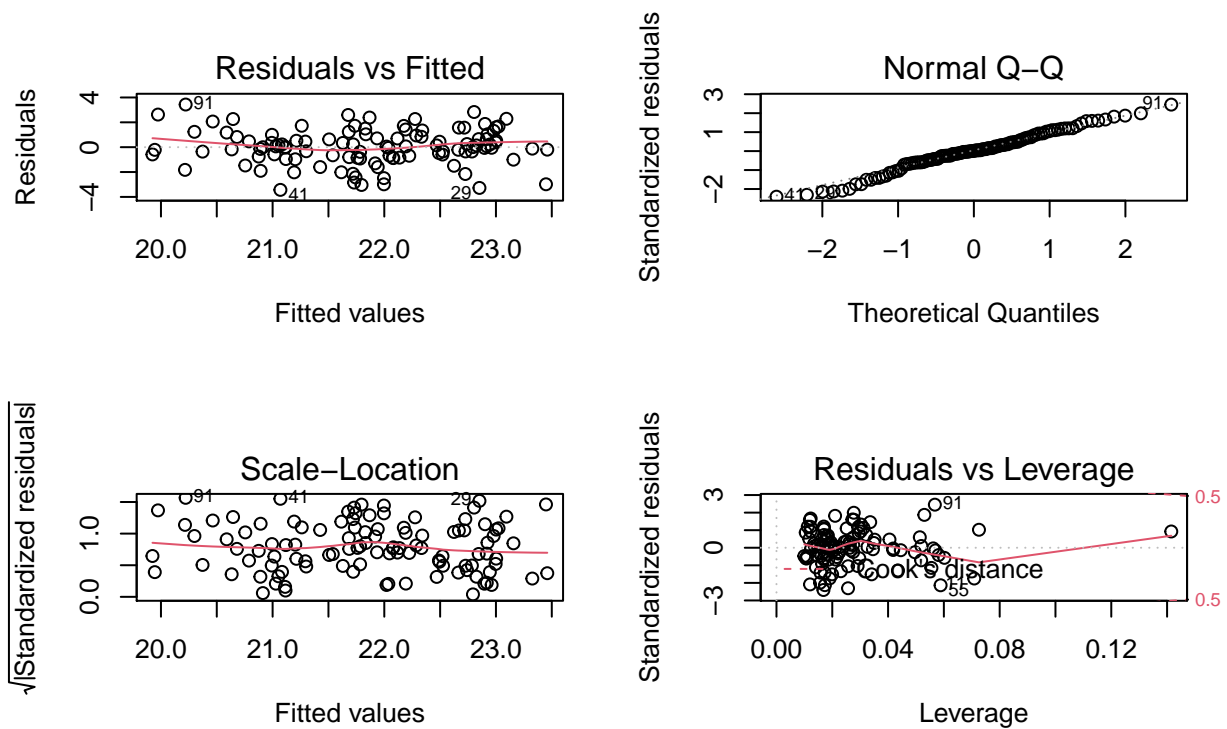 Residuals vs Fitted
Residuals
4
0
−4
91
41
29
20.0 21.0 22.0 23.0
Fitted values
Normal Q−Q
Standardized residuals
3
1
−2
91
41
−2 −1 0 1 2
Theoretical Quantiles
Scale−Location
√|Standardized residuals|
1.0
0.0
91
41
29
20.0 21.0 22.0 23.0
Fitted values
Residuals vs Leverage
Standardized residuals
3
0
−3
91
55
Cook's distance
0.5
0.5
0.00 0.04 0.08 0.12
Leverage